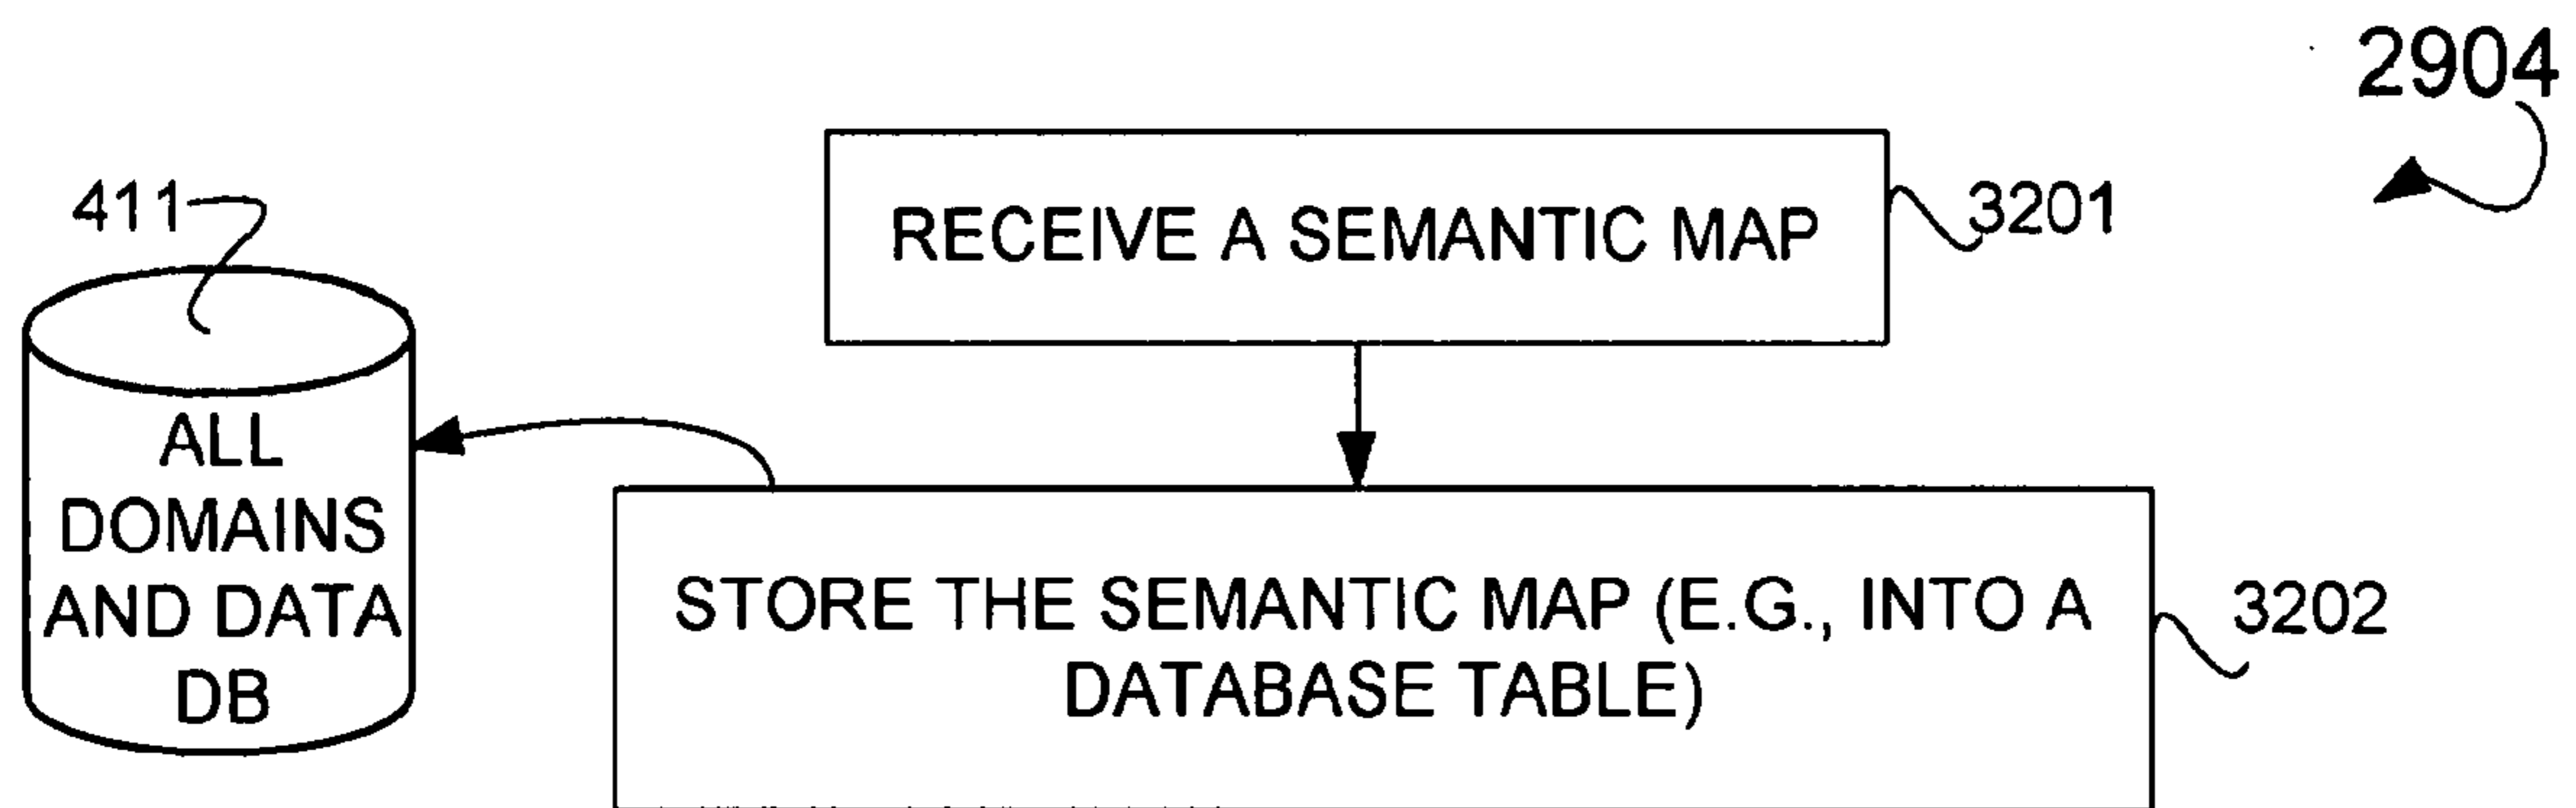 2904
411
RECEIVE A SEMANTIC MAP
3201
ALL
DOMAINS
AND DATA
DB
STORE THE SEMANTIC MAP (E.G., INTO A
DATABASE TABLE)
3202